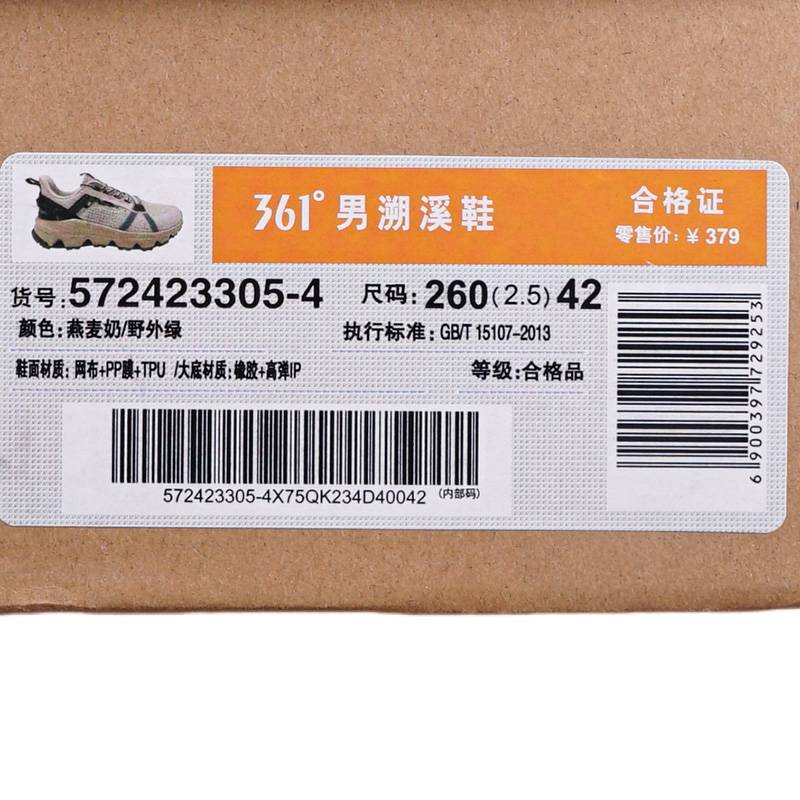 361°男溯溪鞋
合格证
零售价:￥379
货号:572423305-4 尺码:260(2.5)42
颜色:燕麦奶/野外绿 执行标准:GB/T 15107-2013
鞋面材质:网布+PP膜+TPU /大底材质:橡胶+高弹IP 等级:合格品
572423305-4X75QK234D40042 (内部码)
6900397729253